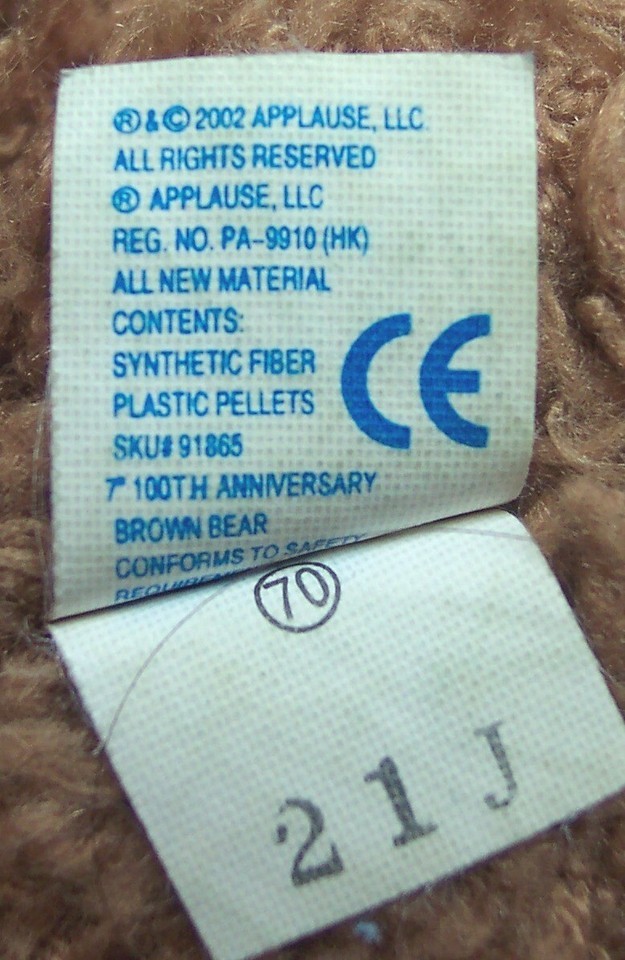 ® & © 2002 APPLAUSE, LLC.
ALL RIGHTS RESERVED
® APPLAUSE, LLC
REG. NO. PA-9910 (HK)
ALL NEW MATERIAL
CONTENTS:
SYNTHETIC FIBER
PLASTIC PELLETS
SKU# 91865
7" 100TH ANNIVERSARY
BROWN BEAR
CONFORMS TO SAFETY
CE
70
21J